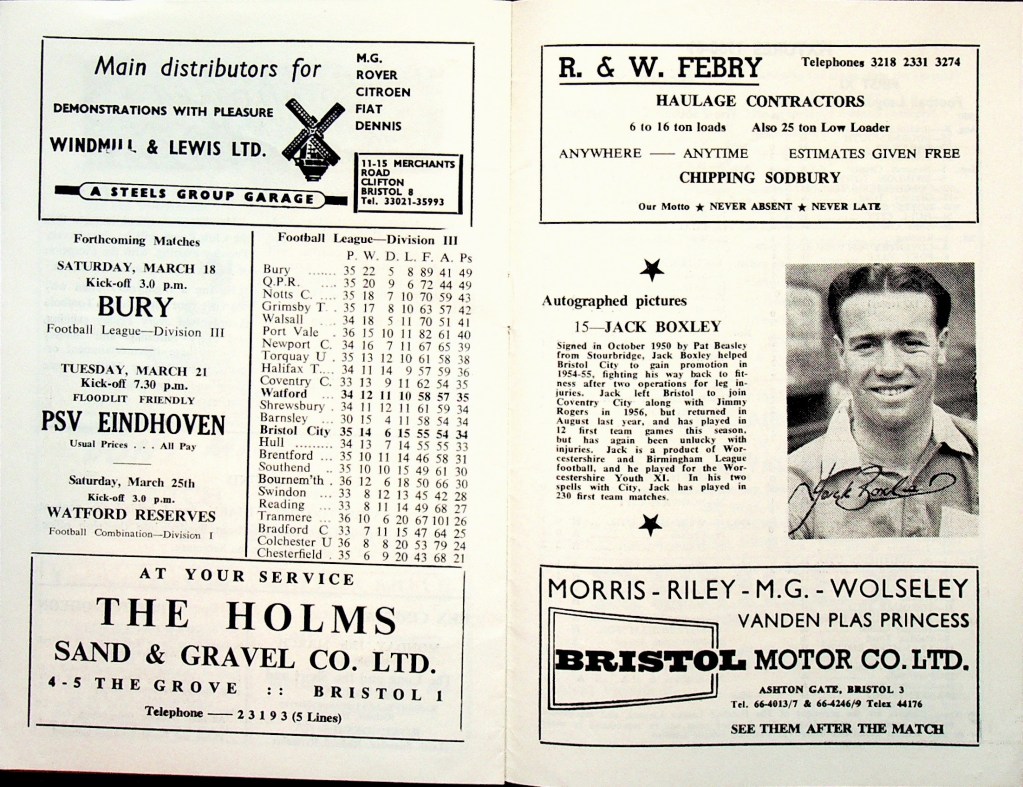 Main distributors for
M.G.
ROVER
CITROEN
FIAT
DENNIS
DEMONSTRATIONS WITH PLEASURE
WINDMILL & LEWIS LTD.
A STEELS GROUP GARAGE
11-15 MERCHANTS
ROAD
CLIFTON
BRISTOL 8
Tel. 33021-35993
Forthcoming Matches
SATURDAY, MARCH 18
Kick-off 3.0 p.m.
BURY
Football League—Division III
TUESDAY, MARCH 21
Kick-off 7.30 p.m.
FLOODLIT FRIENDLY
PSV EINDHOVEN
Usual Prices . . . All Pay
Saturday, March 25th
Kick-off 3.0 p.m.
WATFORD RESERVES
Football Combination—Division I
Football League—Division III
P. W. D. L. F. A. Ps
Bury ....... 35 22 5 8 89 41 49
Q.P.R. .... 35 20 9 6 72 44 49
Notts C. ... 35 18 7 10 70 59 43
Grimsby T . 35 17 8 10 63 57 42
Walsall .... 34 18 5 11 70 51 41
Port Vale . 36 15 10 11 82 61 40
Newport C. 34 16 7 11 67 65 39
Torquay U . 35 13 12 10 61 58 38
Halifax T.... 34 11 14 9 57 59 36
Coventry C. 33 13 9 11 62 54 35
Watford ... 34 12 11 10 58 57 35
Shrewsbury . 34 11 12 11 61 59 34
Barnsley ... 30 15 4 11 58 54 34
Bristol City 35 14 6 15 55 54 34
Hull ......... 34 13 7 14 55 55 33
Brentford ... 35 10 11 14 46 58 31
Southend .. 35 10 10 15 49 61 30
Bournem'th . 36 12 6 18 50 66 30
Swindon ... 33 8 12 13 45 42 28
Reading ... 33 8 11 14 49 68 27
Tranmere ... 36 10 6 20 67 101 26
Bradford C 33 7 11 15 47 64 25
Colchester U 36 8 8 20 53 79 24
Chesterfield . 35 6 9 20 43 68 21
AT YOUR SERVICE
THE HOLMS
SAND & GRAVEL CO. LTD.
4-5 THE GROVE :: BRISTOL 1
Telephone — 23193 (5 Lines)
R. & W. FEBRY
Telephones 3218 2331 3274
HAULAGE CONTRACTORS
6 to 16 ton loads Also 25 ton Low Loader
ANYWHERE — ANYTIME ESTIMATES GIVEN FREE
CHIPPING SODBURY
Our Motto ★ NEVER ABSENT ★ NEVER LATE
Autographed pictures
15—JACK BOXLEY
Signed in October 1950 by Pat Beasley
from Stourbridge, Jack Boxley helped
Bristol City to gain promotion in
1954-55, fighting his way back to fit-
ness after two operations for leg in-
juries. Jack left Bristol to join
Coventry City along with Jimmy
Rogers in 1956, but returned in
August last year, and has played in
12 first team games this season,
but has again been unlucky with
injuries. Jack is a product of Wor-
cestershire and Birmingham League
football, and he played for the Wor-
cestershire Youth XI. In his two
spells with City, Jack has played in
230 first team matches.
Jack Boxley
MORRIS - RILEY - M.G. - WOLSELEY
VANDEN PLAS PRINCESS
BRISTOL MOTOR CO. LTD.
ASHTON GATE, BRISTOL 3
Tel. 66-4013/7 & 66-4246/9 Telex 44176
SEE THEM AFTER THE MATCH